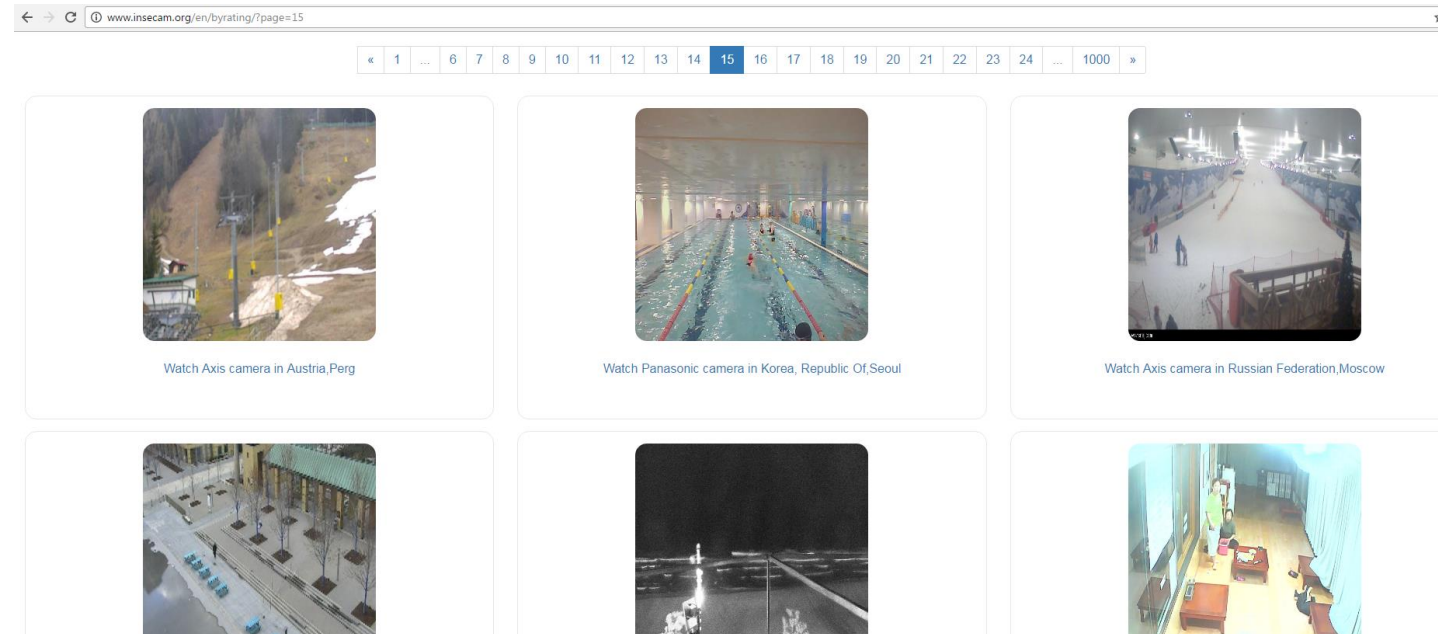 www.insecam.org/en/byrating/?page=15
« 1 ... 6 7 8 9 10 11 12 13 14 15 16 17 18 19 20 21 22 23 24 ... 1000 »
Watch Axis camera in Austria,Perg
Watch Panasonic camera in Korea, Republic Of,Seoul
Watch Axis camera in Russian Federation,Moscow